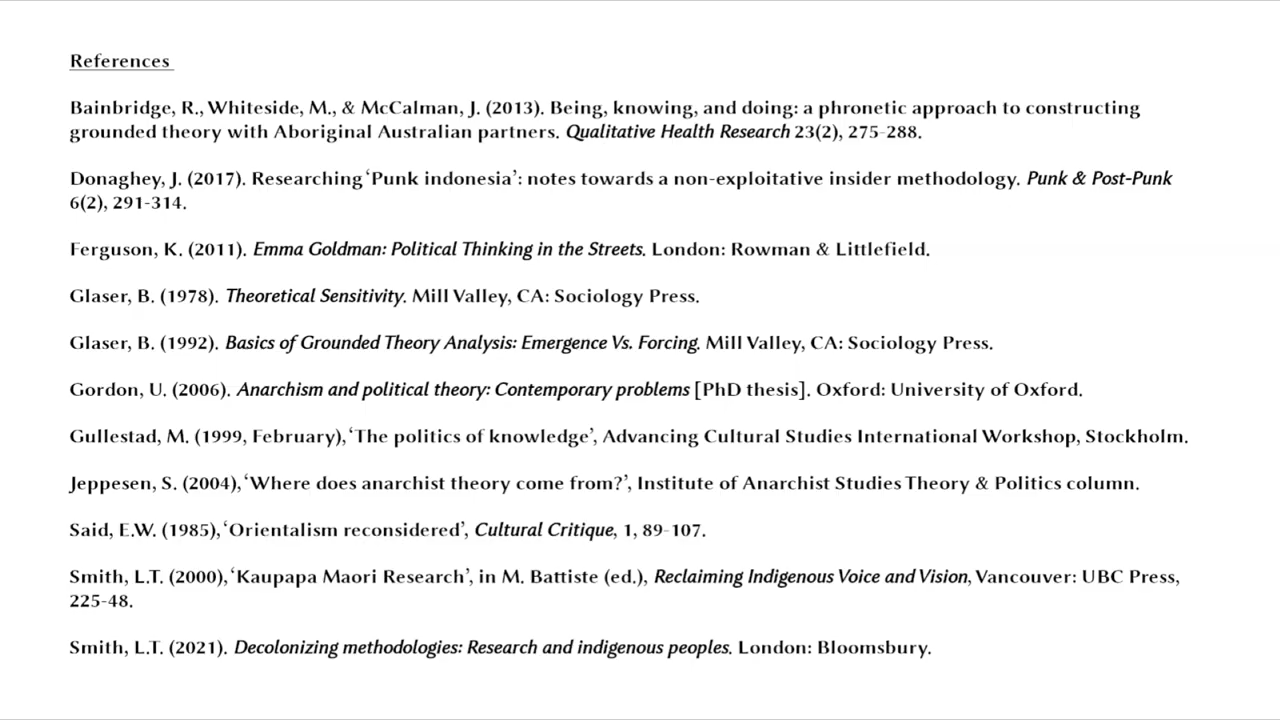 References
Bainbridge, R., Whiteside, M., & McCalman, J. (2013). Being, knowing, and doing: a phronetic approach to constructing
grounded theory with Aboriginal Australian partners. Qualitative Health Research 23(2), 275-288.
Donaghey, J. (2017). Researching ‘Punk indonesia’: notes towards a non-exploitative insider methodology. Punk & Post-Punk
6(2), 291-314.
Ferguson, K. (2011). Emma Goldman: Political Thinking in the Streets. London: Rowman & Littlefield.
Glaser, B. (1978). Theoretical Sensitivity. Mill Valley, CA: Sociology Press.
Glaser, B. (1992). Basics of Grounded Theory Analysis: Emergence Vs. Forcing. Mill Valley, CA: Sociology Press.
Gordon, U. (2006). Anarchism and political theory: Contemporary problems [PhD thesis]. Oxford: University of Oxford.
Gullestad, M. (1999, February), ‘The politics of knowledge’, Advancing Cultural Studies International Workshop, Stockholm.
Jeppesen, S. (2004), ‘Where does anarchist theory come from?’, Institute of Anarchist Studies Theory & Politics column.
Said, E.W. (1985), ‘Orientalism reconsidered’, Cultural Critique, 1, 89-107.
Smith, L.T. (2000), ‘Kaupapa Maori Research’, in M. Battiste (ed.), Reclaiming Indigenous Voice and Vision, Vancouver: UBC Press,
225-48.
Smith, L.T. (2021). Decolonizing methodologies: Research and indigenous peoples. London: Bloomsbury.